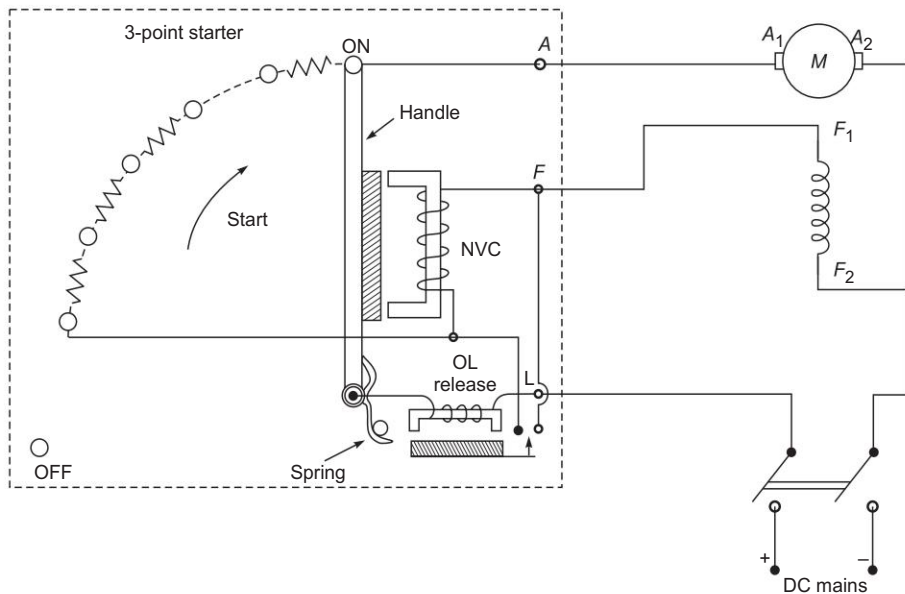 3-point starter
ON
A
A1
A2
M
Handle
F1
F
Start
NVC
F2
OL
release
L
OFF
Spring
+
–
DC mains